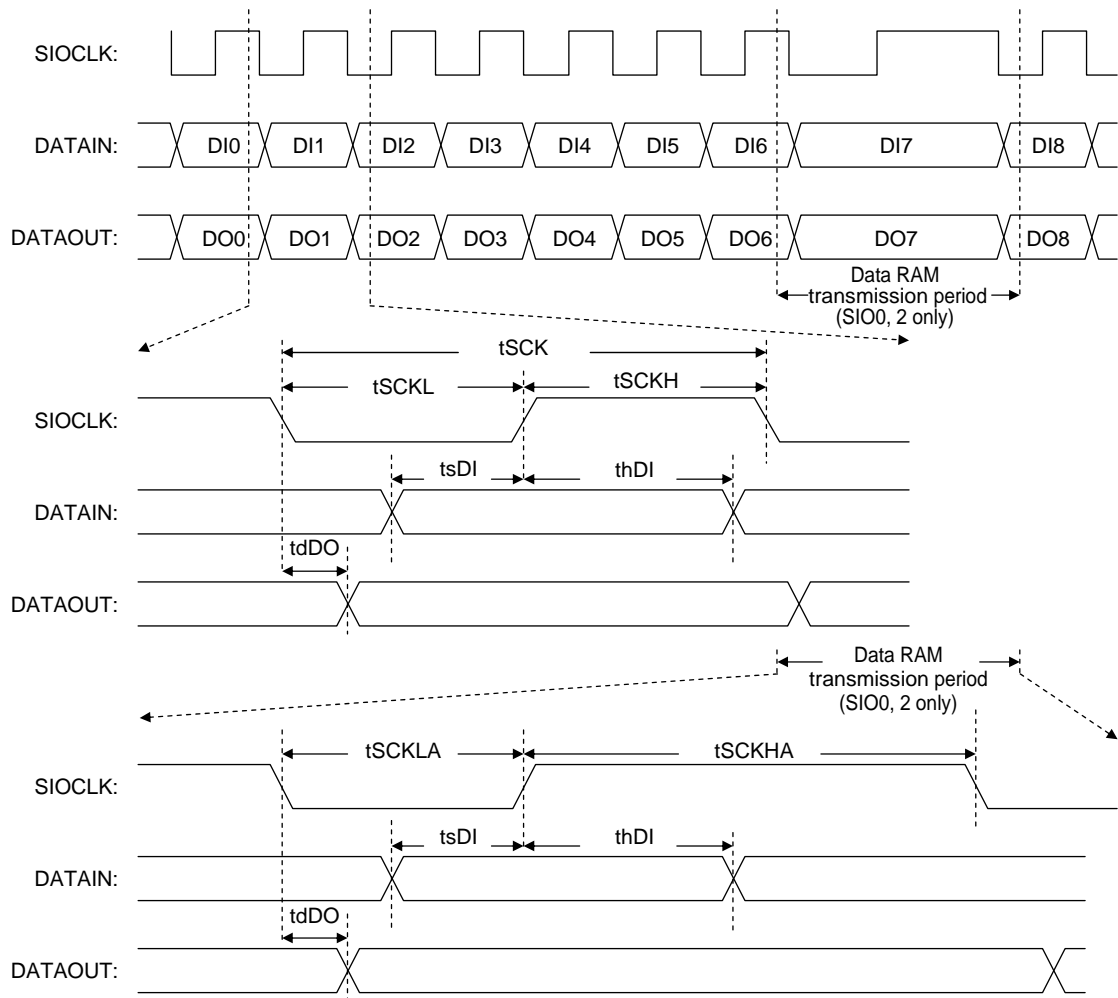 SIOCLK:
DATAIN: DI0 DI1 DI2 DI3 DI4 DI5 DI6 DI7 DI8
DATAOUT: DO0 DO1 DO2 DO3 DO4 DO5 DO6 DO7 DO8
Data RAM
transmission period
(SIO0, 2 only)
tSCK
tSCKL tSCKH
SIOCLK:
tsDI thDI
DATAIN:
tdDO
DATAOUT:
Data RAM
transmission period
(SIO0, 2 only)
tSCKLA tSCKHA
SIOCLK:
tsDI thDI
DATAIN:
tdDO
DATAOUT: